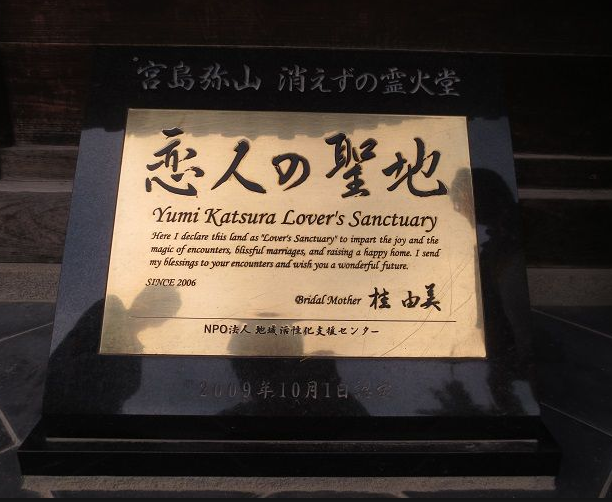 宮島弥山 消えずの霊火堂
恋人の聖地
Yumi Katsura Lover's Sanctuary
Here I declare this land as "Lover's Sanctuary" to impart the joy and the
magic of encounters, blissful marriages, and raising a happy home. I send
my blessings to your encounters and wish you a wonderful future.
SINCE 2006
Bridal Mother 桂 由美
NPO法人 地域活性化支援センター
2009年10月1日